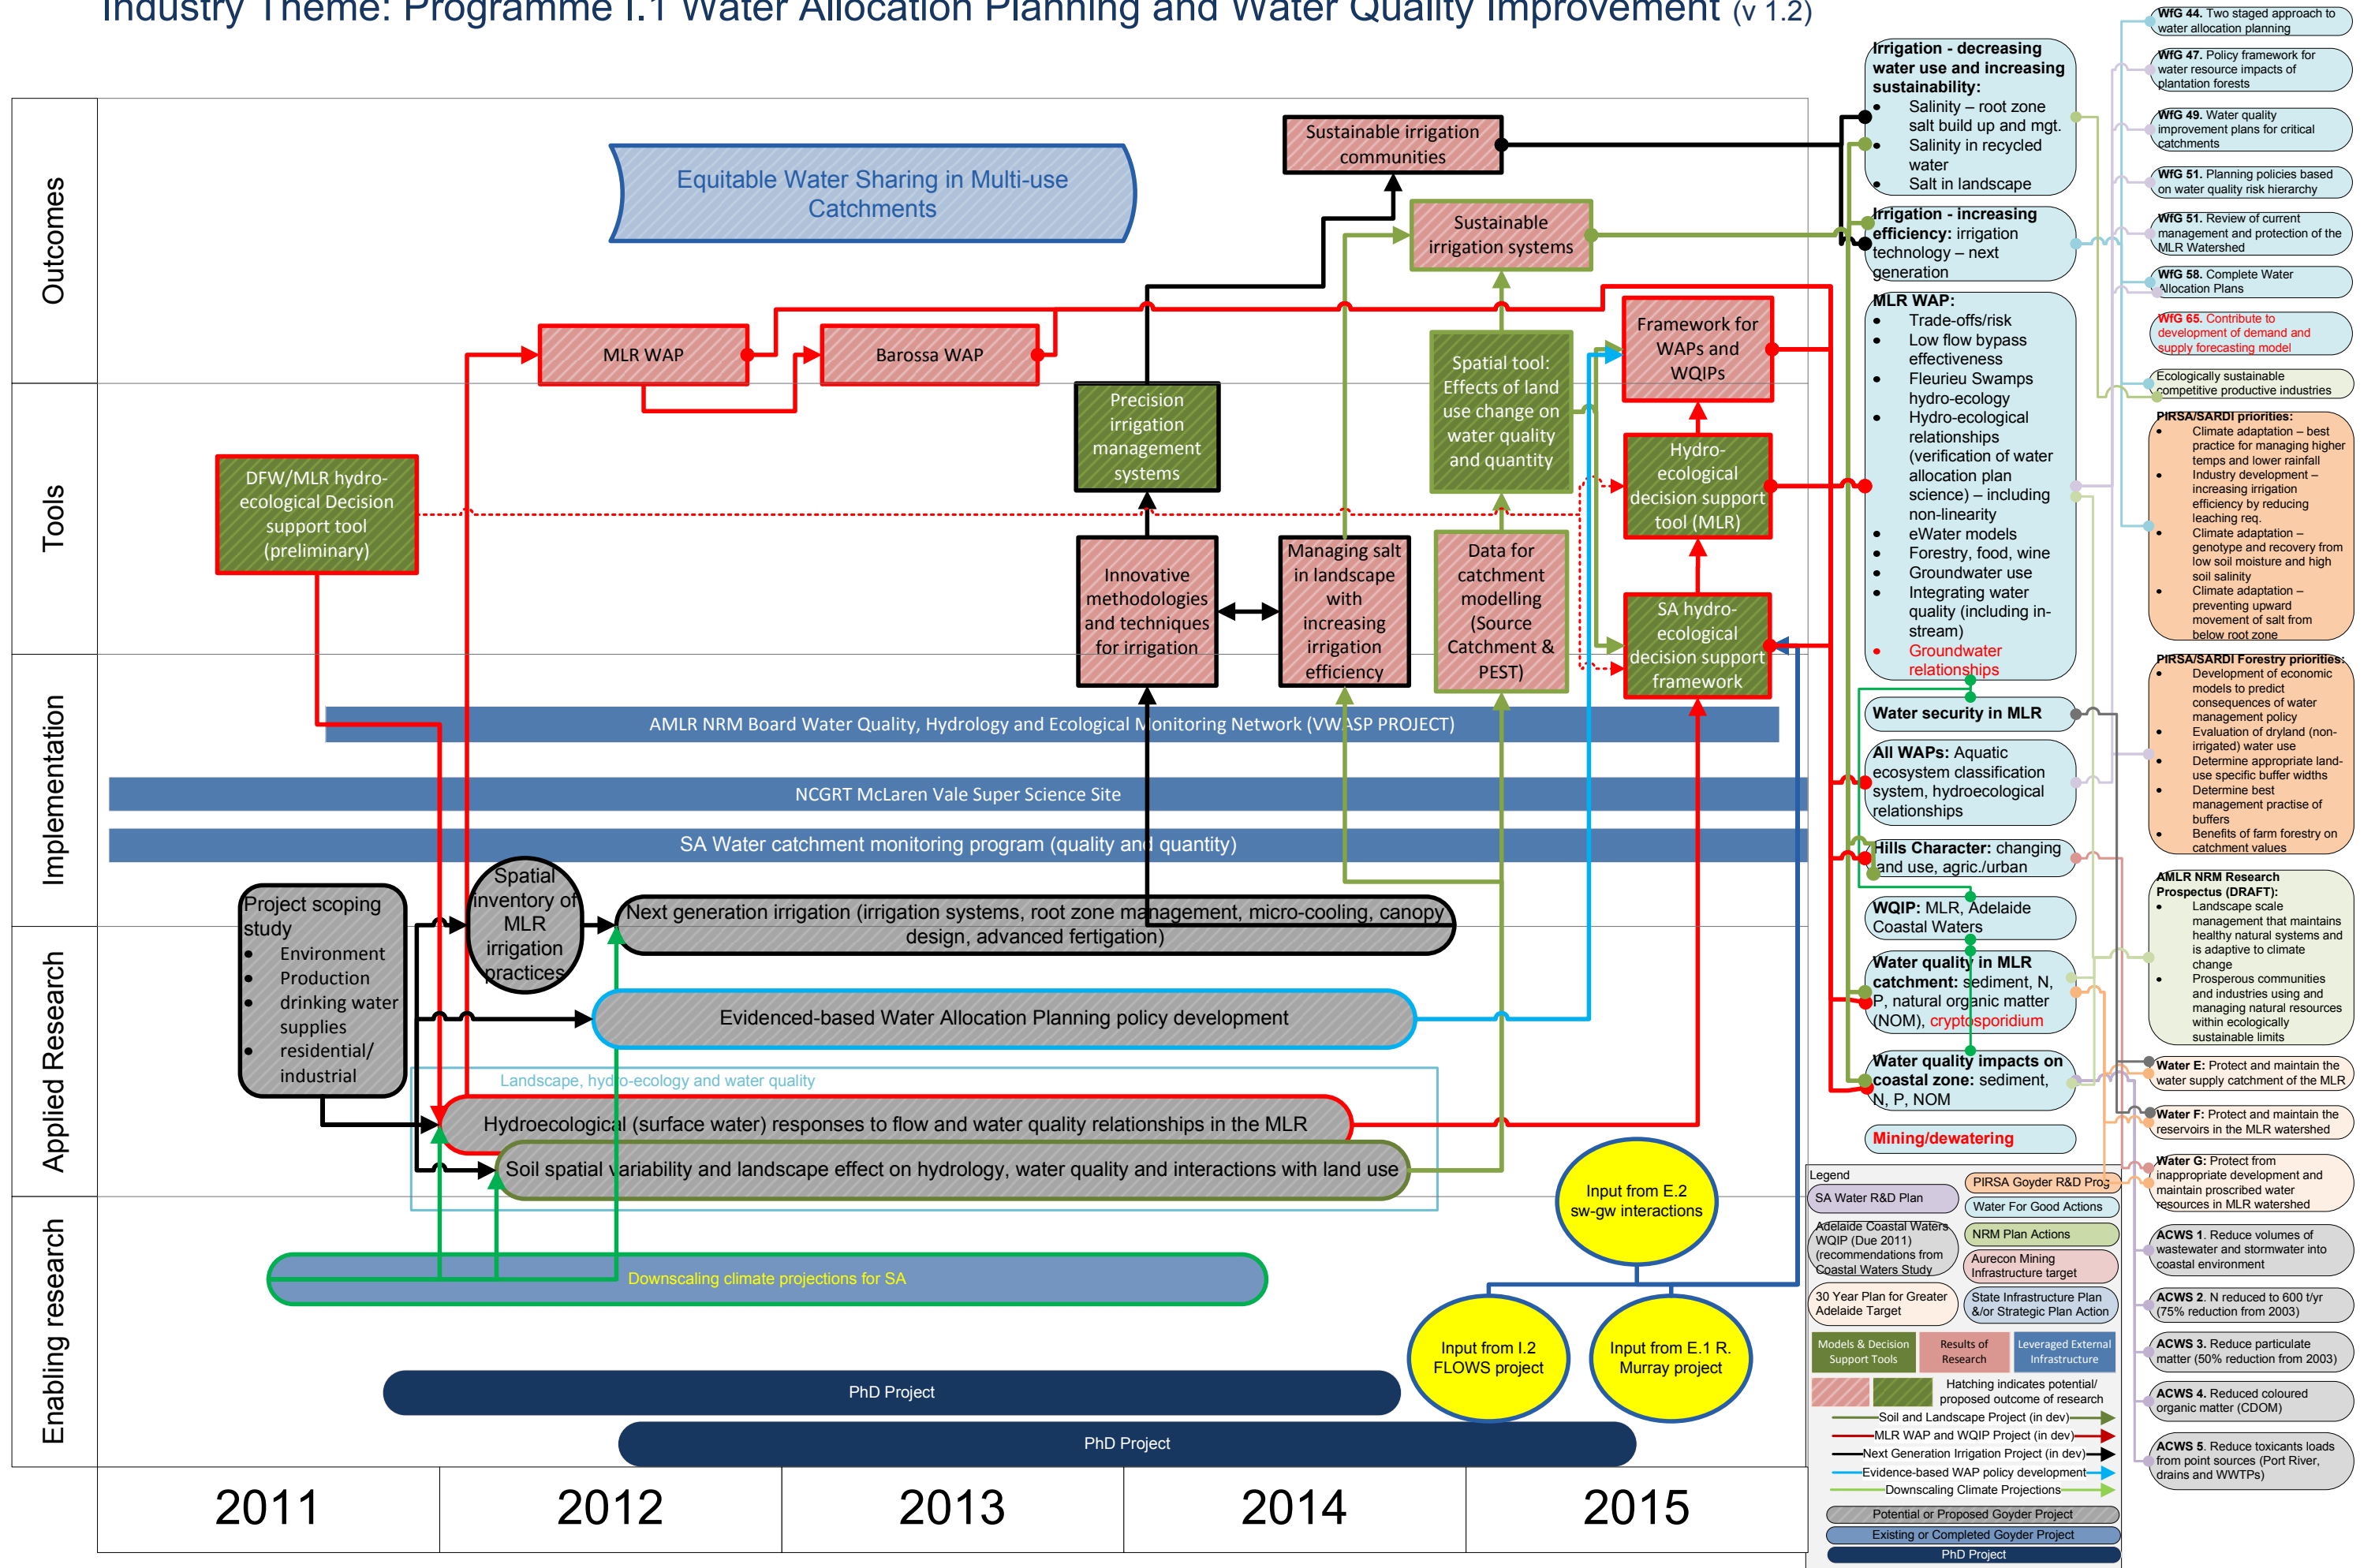 Industry Theme: Programme I.1 Water Allocation Planning and Water Quality Improvement (v 1.2)
Outcomes
Equitable Water Sharing in Multi-use
Catchments
Sustainable irrigation
communities
Sustainable
irrigation systems
MLR WAP
Barossa WAP
Framework for
WAPs and
WQIPs
Tools
DFW/MLR hydro-
ecological Decision
support tool
(preliminary)
Precision
irrigation
management
systems
Spatial tool:
Effects of land
use change on
water quality
and quantity
Hydro-
ecological
decision support
tool (MLR)
Innovative
methodologies
and techniques
for irrigation
Managing salt
in landscape
with
increasing
irrigation
efficiency
Data for
catchment
modelling
(Source
Catchment &
PEST)
SA hydro-
ecological
decision support
framework
Implementation
AMLR NRM Board Water Quality, Hydrology and Ecological Monitoring Network (VWASP PROJECT)
NCGRT McLaren Vale Super Science Site
SA Water catchment monitoring program (quality and quantity)
Applied Research
Project scoping
study
• Environment
• Production
• drinking water
supplies
• residential/
industrial
Spatial
inventory of
MLR
irrigation
practices
Next generation irrigation (irrigation systems, root zone management, micro-cooling, canopy
design, advanced fertigation)
Evidenced-based Water Allocation Planning policy development
Landscape, hydro-ecology and water quality
Hydroecological (surface water) responses to flow and water quality relationships in the MLR
Soil spatial variability and landscape effect on hydrology, water quality and interactions with land use
Enabling research
Downscaling climate projections for SA
Input from E.2
sw-gw interactions
Input from I.2
FLOWS project
Input from E.1 R.
Murray project
PhD Project
PhD Project
2011
2012
2013
2014
2015
Irrigation - decreasing
water use and increasing
sustainability:
• Salinity – root zone
salt build up and mgt.
• Salinity in recycled
water
• Salt in landscape
Irrigation - increasing
efficiency: irrigation
technology – next
generation
MLR WAP:
• Trade-offs/risk
• Low flow bypass
effectiveness
• Fleurieu Swamps
hydro-ecology
• Hydro-ecological
relationships
(verification of water
allocation plan
science) – including
non-linearity
• eWater models
• Forestry, food, wine
• Groundwater use
• Integrating water
quality (including in-
stream)
• Groundwater
relationships
Water security in MLR
All WAPs: Aquatic
ecosystem classification
system, hydroecological
relationships
Hills Character: changing
land use, agric./urban
WQIP: MLR, Adelaide
Coastal Waters
Water quality in MLR
catchment: sediment, N,
P, natural organic matter
(NOM), cryptosporidium
Water quality impacts on
coastal zone: sediment,
N, P, NOM
Mining/dewatering
Legend
SA Water R&D Plan
PIRSA Goyder R&D Prog
Water For Good Actions
Adelaide Coastal Waters
WQIP (Due 2011)
(recommendations from
Coastal Waters Study
NRM Plan Actions
Aurecon Mining
Infrastructure target
30 Year Plan for Greater
Adelaide Target
State Infrastructure Plan
&/or Strategic Plan Action
Models & Decision
Support Tools
Results of
Research
Leveraged External
Infrastructure
Hatching indicates potential/
proposed outcome of research
Soil and Landscape Project (in dev)
MLR WAP and WQIP Project (in dev)
Next Generation Irrigation Project (in dev)
Evidence-based WAP policy development
Downscaling Climate Projections
Potential or Proposed Goyder Project
Existing or Completed Goyder Project
PhD Project
WfG 44. Two staged approach to
water allocation planning
WfG 47. Policy framework for
water resource impacts of
plantation forests
WfG 49. Water quality
improvement plans for critical
catchments
WfG 51. Planning policies based
on water quality risk hierarchy
WfG 51. Review of current
management and protection of the
MLR Watershed
WfG 58. Complete Water
Allocation Plans
WfG 65. Contribute to
development of demand and
supply forecasting model
Ecologically sustainable
competitive productive industries
PIRSA/SARDI priorities:
• Climate adaptation – best
practice for managing higher
temps and lower rainfall
• Industry development –
increasing irrigation
efficiency by reducing
leaching req.
• Climate adaptation –
genotype and recovery from
low soil moisture and high
soil salinity
• Climate adaptation –
preventing upward
movement of salt from
below root zone
PIRSA/SARDI Forestry priorities:
• Development of economic
models to predict
consequences of water
management policy
• Evaluation of dryland (non-
irrigated) water use
• Determine appropriate land-
use specific buffer widths
• Determine best
management practise of
buffers
• Benefits of farm forestry on
catchment values
AMLR NRM Research
Prospectus (DRAFT):
• Landscape scale
management that maintains
healthy natural systems and
is adaptive to climate
change
• Prosperous communities
and industries using and
managing natural resources
within ecologically
sustainable limits
Water E: Protect and maintain the
water supply catchment of the MLR
Water F: Protect and maintain the
reservoirs in the MLR watershed
Water G: Protect from
inappropriate development and
maintain proscribed water
resources in MLR watershed
ACWS 1. Reduce volumes of
wastewater and stormwater into
coastal environment
ACWS 2. N reduced to 600 t/yr
(75% reduction from 2003)
ACWS 3. Reduce particulate
matter (50% reduction from 2003)
ACWS 4. Reduced coloured
organic matter (CDOM)
ACWS 5. Reduce toxicants loads
from point sources (Port River,
drains and WWTPs)